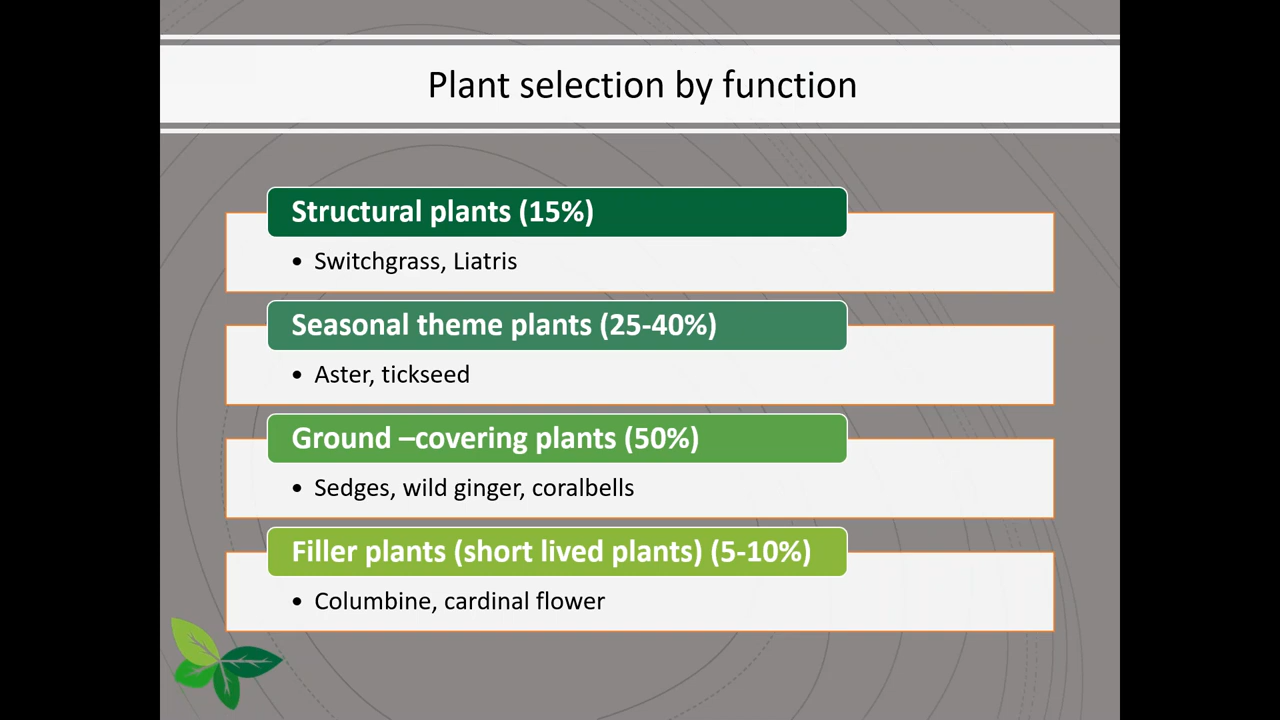 Plant selection by function
Structural plants (15%)
• Switchgrass, Liatris
Seasonal theme plants (25-40%)
• Aster, tickseed
Ground –covering plants (50%)
• Sedges, wild ginger, coralbells
Filler plants (short lived plants) (5-10%)
• Columbine, cardinal flower